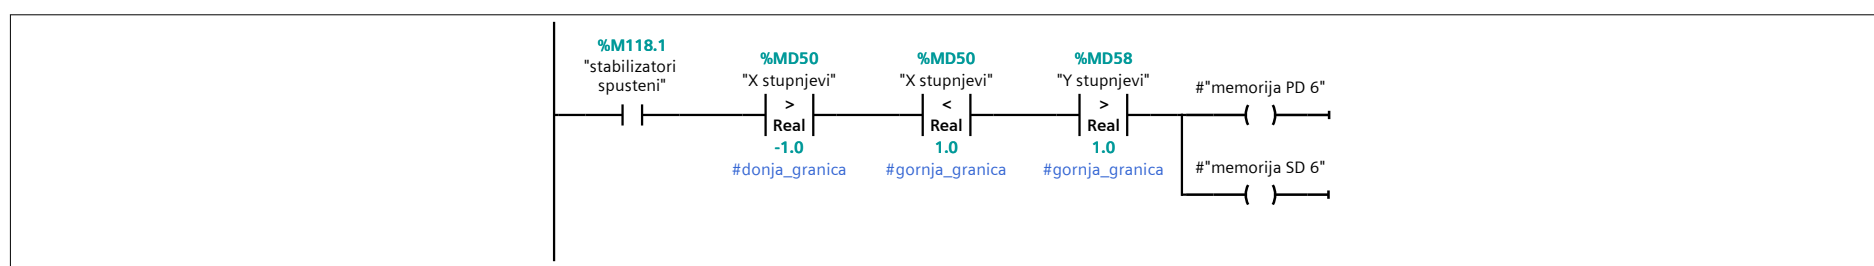 %M118.1
"stabilizatori
spusteni"
%MD50
"X stupnjevi"
>
Real
-1.0
#donja_granica
%MD50
"X stupnjevi"
<
Real
1.0
#gornja_granica
%MD58
"Y stupnjevi"
>
Real
1.0
#gornja_granica
#"memorija PD 6"
#"memorija SD 6"